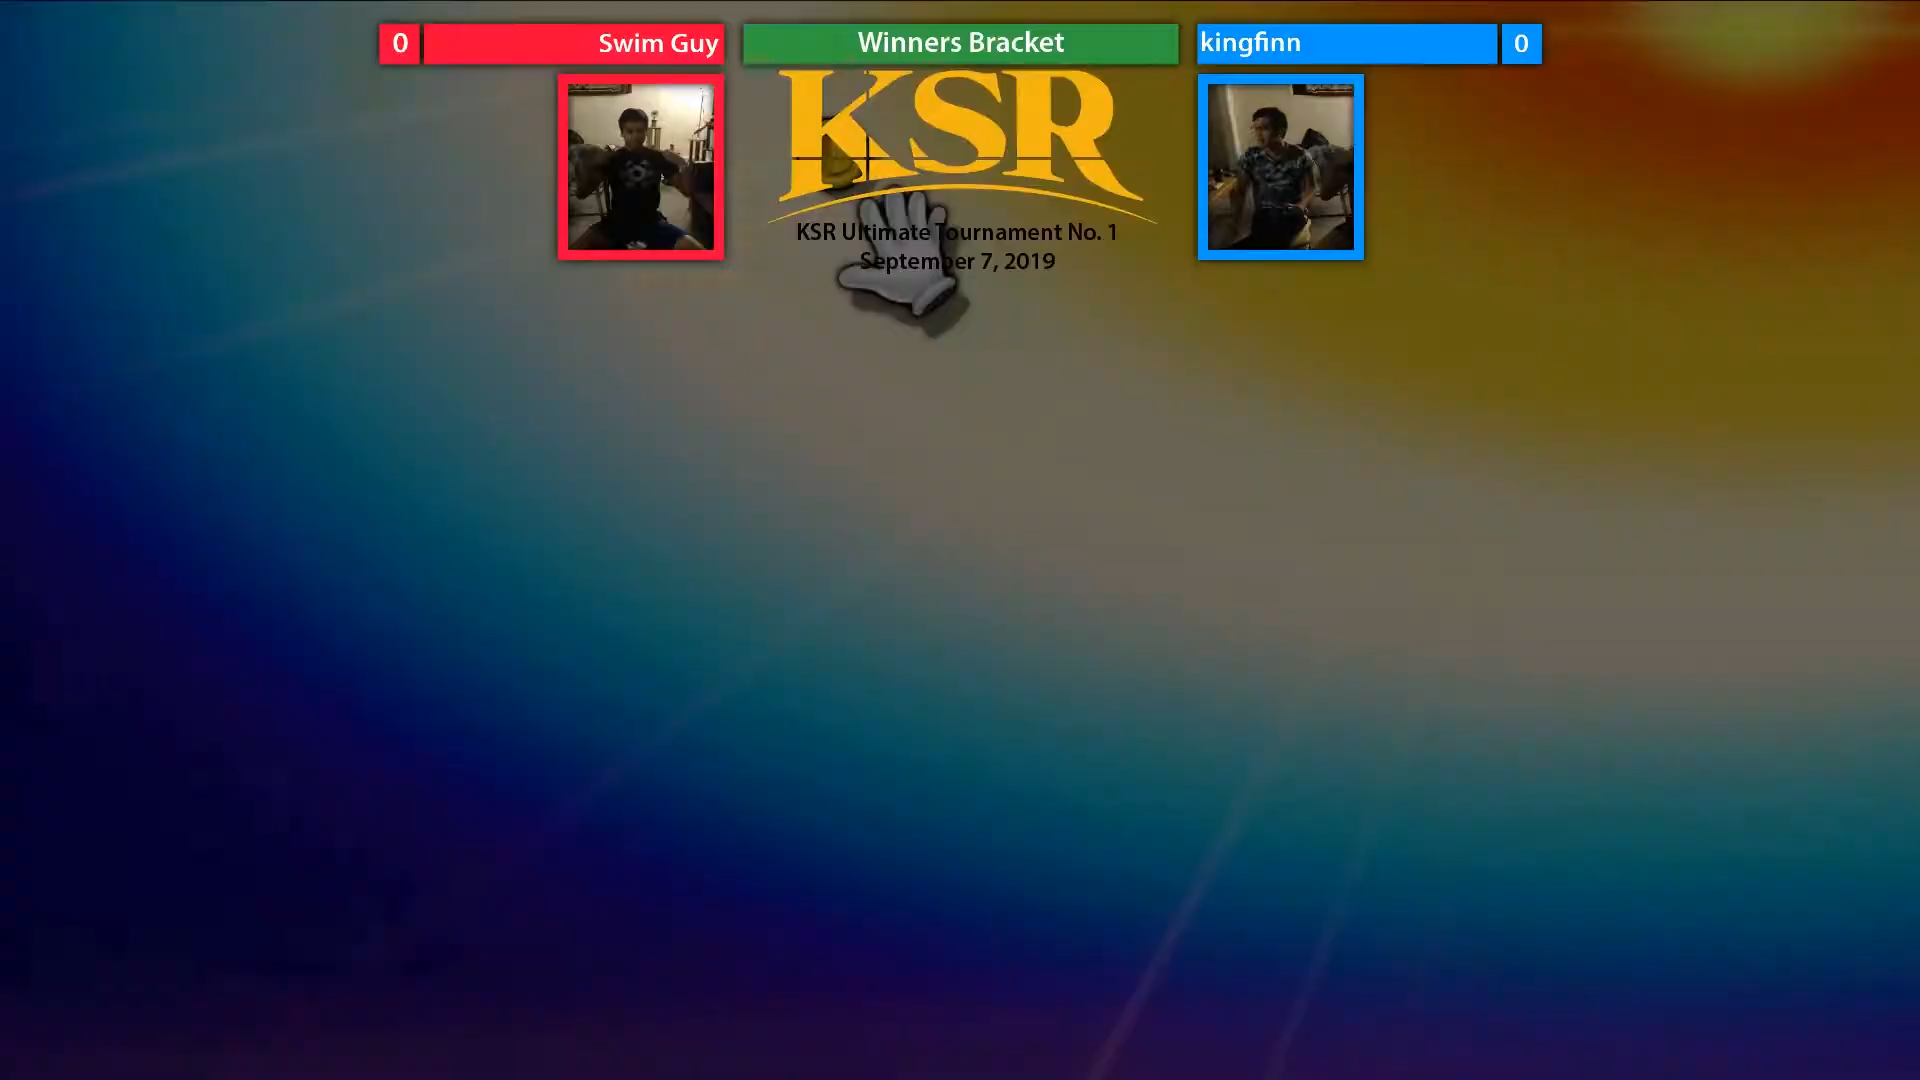 0 Swim Guy Winners Bracket kingfinn 0
KSR
KSR Ultimate Tournament No. 1
September 7, 2019